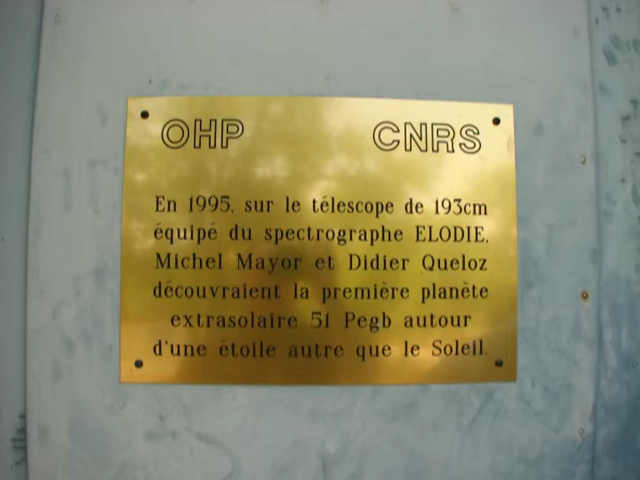 OHP CNRS
En 1995, sur le télescope de 193cm
équipé du spectrographe ELODIE,
Michel Mayor et Didier Queloz
découvraient la première planète
extrasolaire 51 Pegb autour
d'une étoile autre que le Soleil.